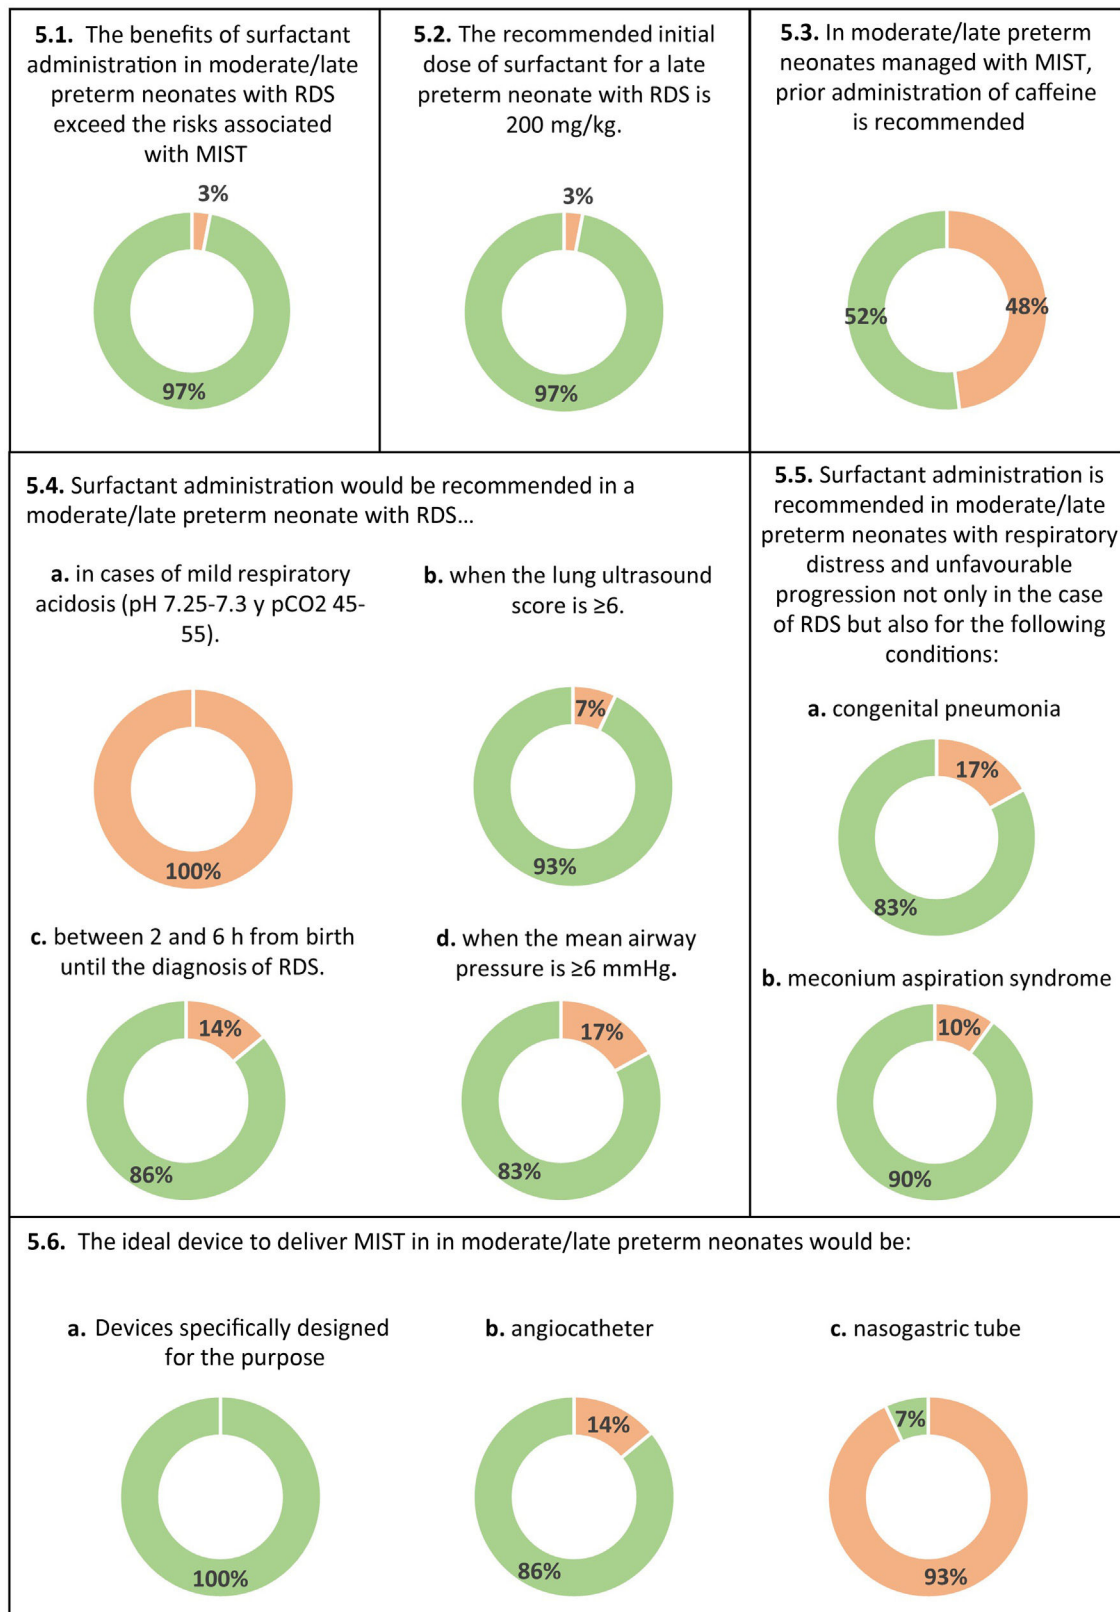 5.1. The benefits of surfactant
administration in moderate/late
preterm neonates with RDS
exceed the risks associated
with MIST
3%
97%
5.2. The recommended initial
dose of surfactant for a late
preterm neonate with RDS is
200 mg/kg.
3%
97%
5.3. In moderate/late preterm
neonates managed with MIST,
prior administration of caffeine
is recommended
52%
48%
5.4. Surfactant administration would be recommended in a
moderate/late preterm neonate with RDS...
a. in cases of mild respiratory
acidosis (pH 7.25-7.3 y pCO2 45-
55).
100%
b. when the lung ultrasound
score is ≥6.
7%
93%
c. between 2 and 6 h from birth
until the diagnosis of RDS.
14%
86%
d. when the mean airway
pressure is ≥6 mmHg.
17%
83%
5.5. Surfactant administration is
recommended in moderate/late
preterm neonates with respiratory
distress and unfavourable
progression not only in the case
of RDS but also for the following
conditions:
a. congenital pneumonia
17%
83%
b. meconium aspiration syndrome
10%
90%
5.6. The ideal device to deliver MIST in in moderate/late preterm neonates would be:
a. Devices specifically designed
for the purpose
100%
b. angiocatheter
14%
86%
c. nasogastric tube
7%
93%